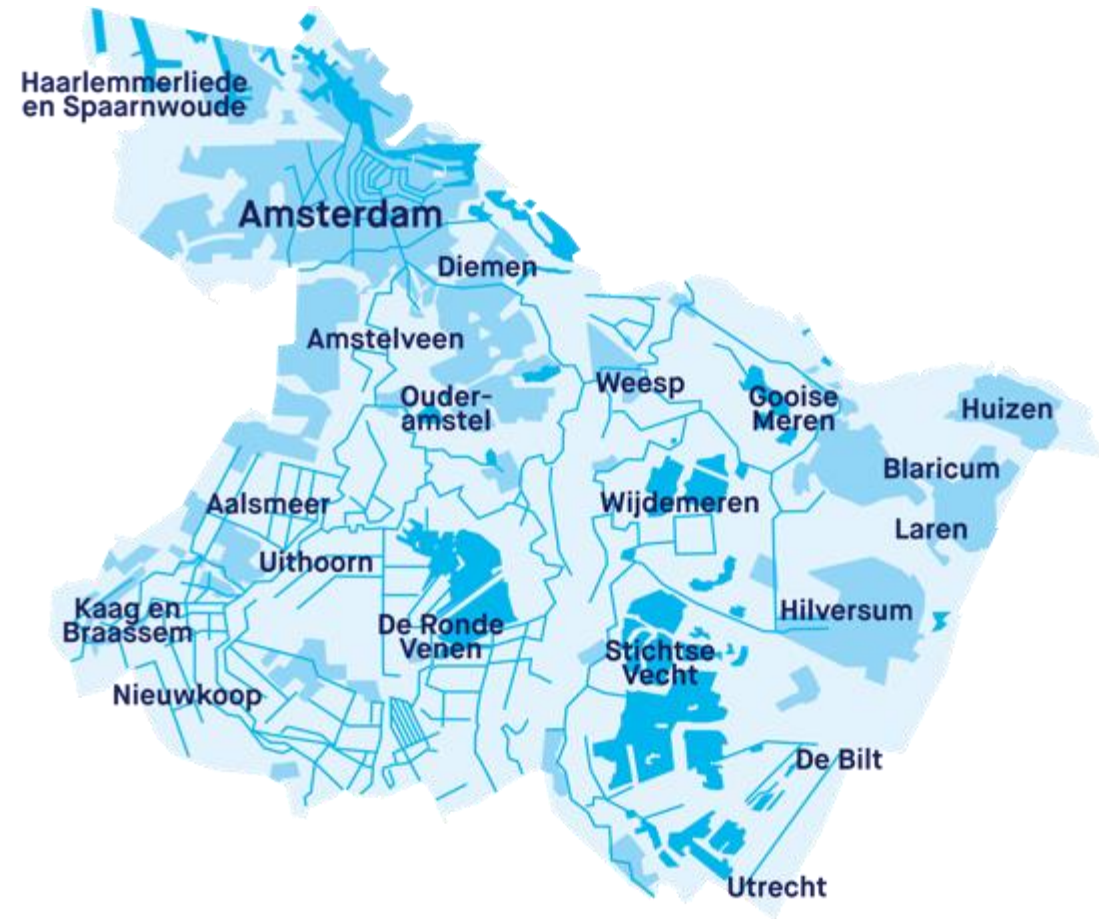 Haarlemmerliede
en Spaarnwoude
Amsterdam
Diemen
Amstelveen
Weesp
Ouder-
amstel
Gooise
Meren
Huizen
Blaricum
Aalsmeer
Wijdemeren
Laren
Uithoorn
Kaag en
Braassem
De Ronde
Venen
Hilversum
Stichtse
Vecht
Nieuwkoop
De Bilt
Utrecht